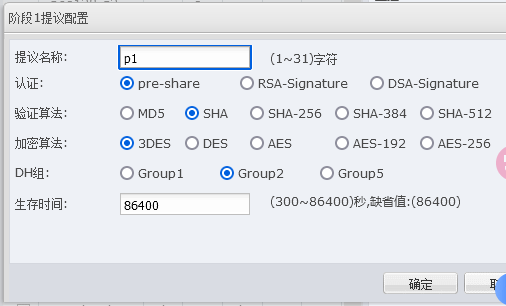 阶段1提议配置
提议名称: p1 (1~31)字符
认证: pre-share RSA-Signature DSA-Signature
验证算法: MD5 SHA SHA-256 SHA-384 SHA-512
加密算法: 3DES DES AES AES-192 AES-256
DH组: Group1 Group2 Group5
生存时间: 86400 (300~86400)秒,缺省值:(86400)
确定